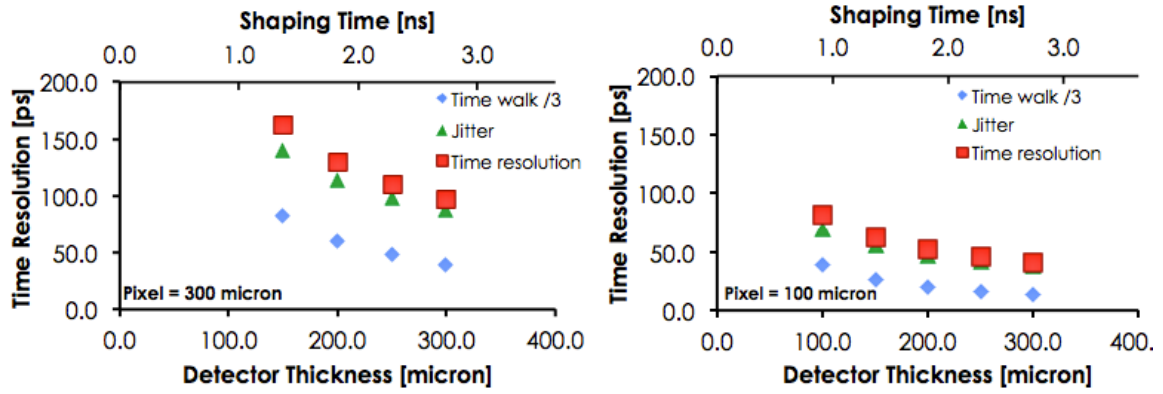 Shaping Time [ns]
0.0 1.0 2.0 3.0
Time Resolution [ps]
200.0
150.0
100.0
50.0
0.0
Time walk /3
Jitter
Time resolution
Pixel = 300 micron
0.0 100.0 200.0 300.0 400.0
Detector Thickness [micron]
Shaping Time [ns]
0.0 1.0 2.0 3.0
Time Resolution [ps]
200.0
150.0
100.0
50.0
0.0
Time walk /3
Jitter
Time resolution
Pixel = 100 micron
0.0 100.0 200.0 300.0 400.
Detector Thickness [micron]